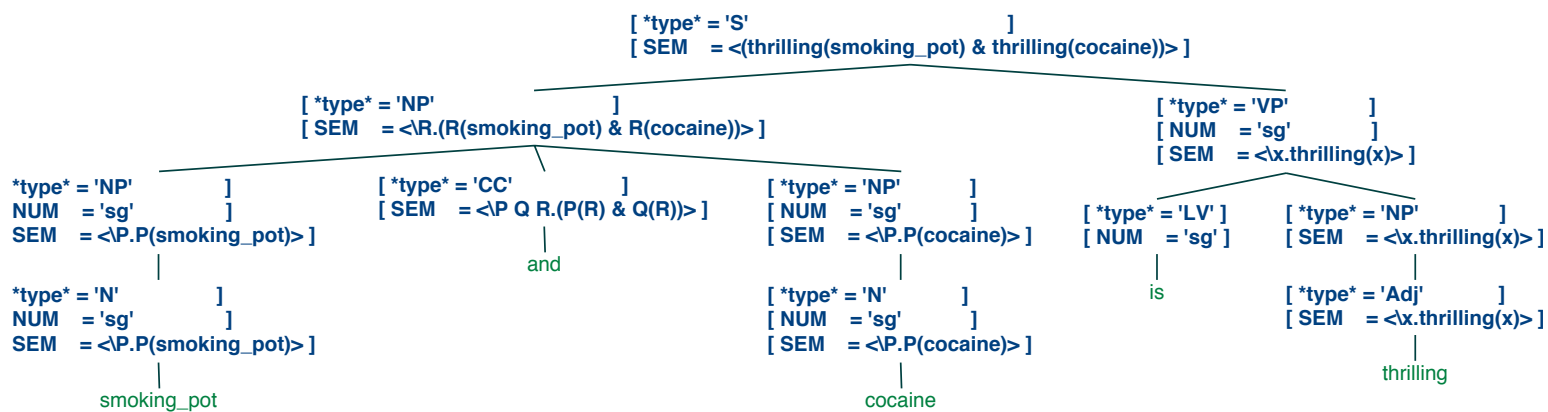 [ *type* = 'S' ]
[ SEM = <(thrilling(smoking_pot) & thrilling(cocaine))> ]
[ *type* = 'NP' ]
[ SEM = <\R.(R(smoking_pot) & R(cocaine))> ]
[ *type* = 'VP' ]
[ NUM = 'sg' ]
[ SEM = <\x.thrilling(x)> ]
*type* = 'NP' ]
NUM = 'sg' ]
SEM = <\P.P(smoking_pot)> ]
[ *type* = 'CC' ]
[ SEM = <\P Q R.(P(R) & Q(R))> ]
and
[ *type* = 'NP' ]
[ NUM = 'sg' ]
[ SEM = <\P.P(cocaine)> ]
[ *type* = 'LV' ]
[ NUM = 'sg' ]
is
[ *type* = 'NP' ]
[ SEM = <\x.thrilling(x)> ]
*type* = 'N' ]
NUM = 'sg' ]
SEM = <\P.P(smoking_pot)> ]
smoking_pot
[ *type* = 'N' ]
[ NUM = 'sg' ]
[ SEM = <\P.P(cocaine)> ]
cocaine
[ *type* = 'Adj' ]
[ SEM = <\x.thrilling(x)> ]
thrilling